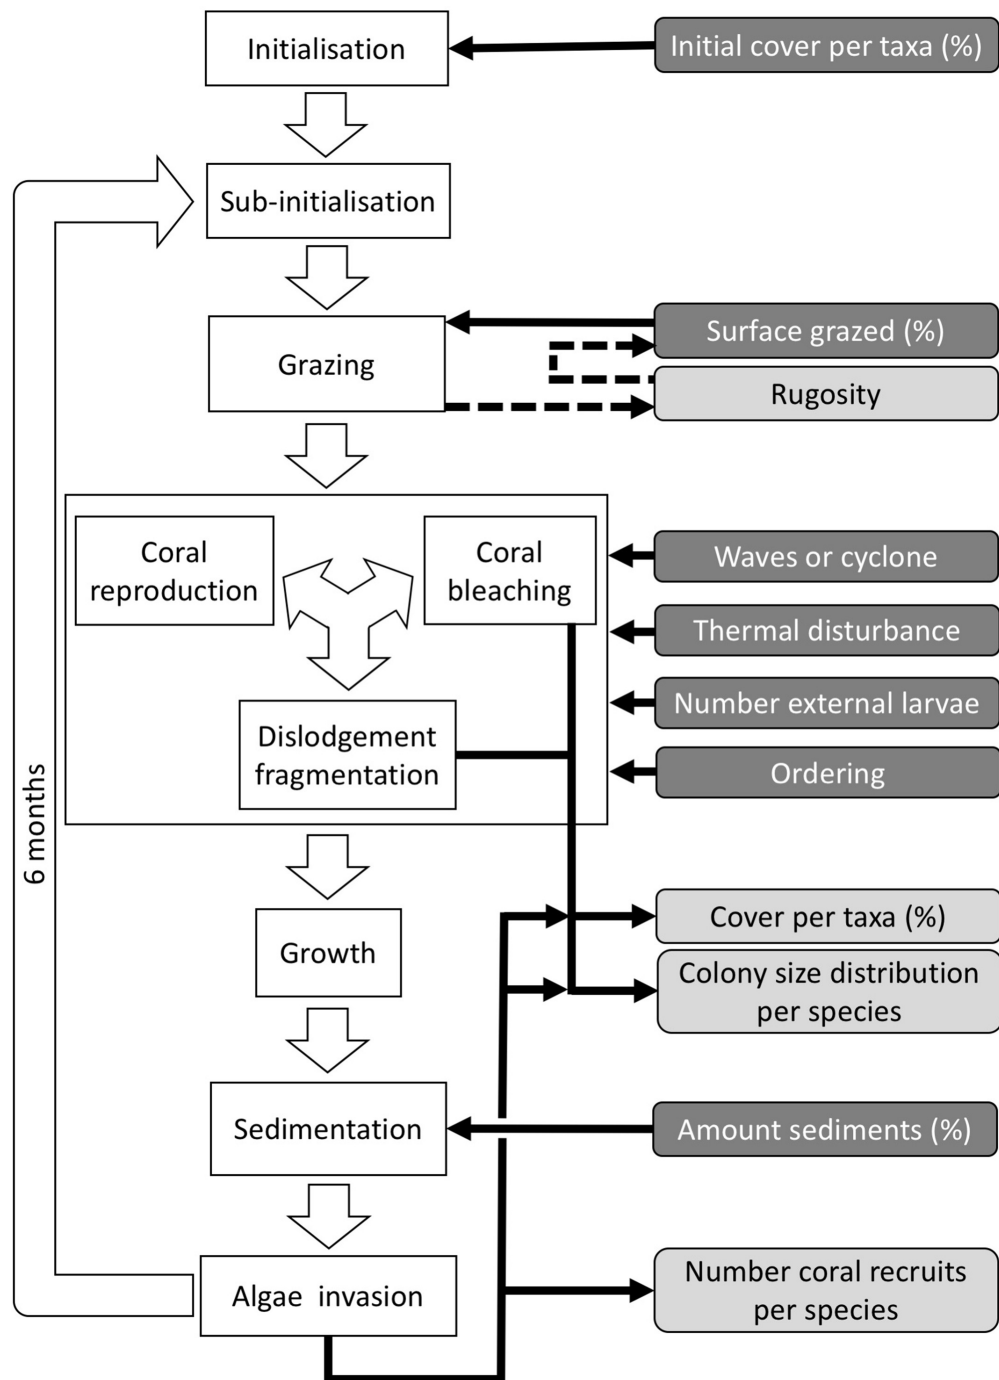 Initialisation
Initial cover per taxa (%)
Sub-initialisation
Surface grazed (%)
Grazing
Rugosity
Coral
reproduction
Coral
bleaching
Waves or cyclone
Thermal disturbance
Number external larvae
Dislodgement
fragmentation
Ordering
6 months
Cover per taxa (%)
Growth
Colony size distribution
per species
Sedimentation
Amount sediments (%)
Algae invasion
Number coral recruits
per species